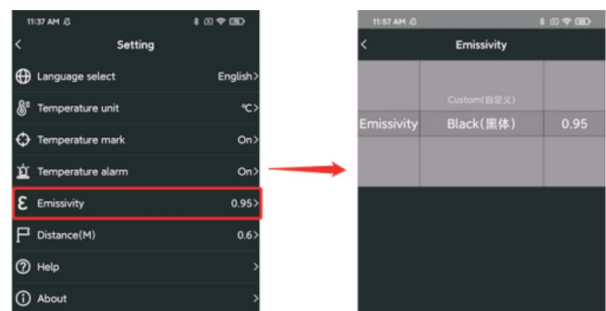 11:37 AM
Setting
Language select English>
Temperature unit °C>
Temperature mark On>
Temperature alarm On>
Ɛ Emissivity 0.95>
Distance(M) 0.6>
Help >
About >
11:57 AM
Emissivity
Custom(自定义)
Emissivity Black(黑体) 0.95